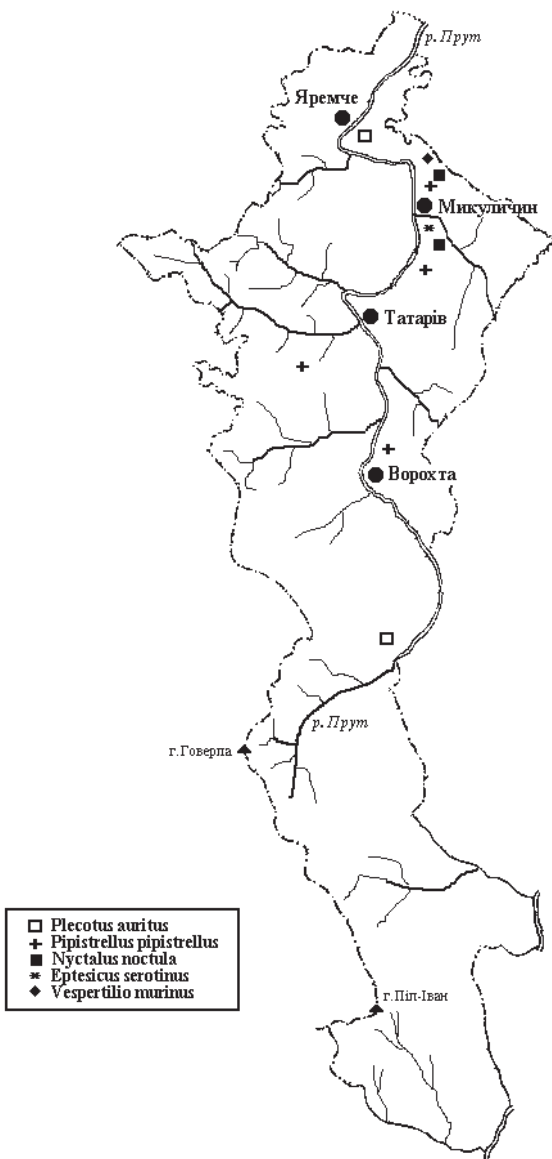 р. Прут
Яремче
Микуличин
Татарів
Ворохта
р. Прут
г.Говерла
Plecotus auritus
Pipistrellus pipistrellus
Nyctalus noctula
Eptesicus serotinus
Vespertilio murinus
г.Піп-Іван